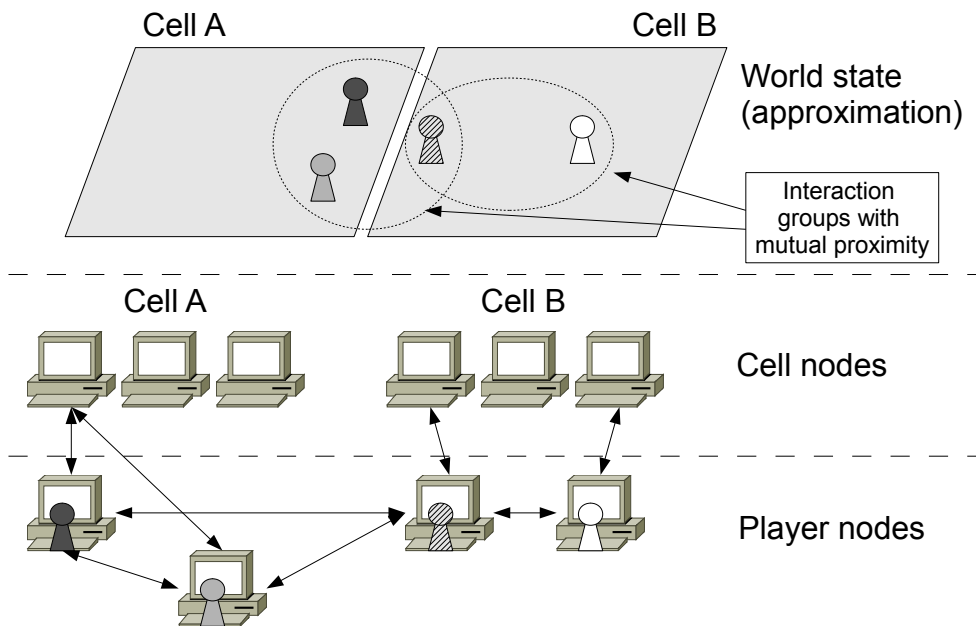 Cell A
Cell B
World state
(approximation)
Interaction
groups with
mutual proximity
Cell A
Cell B
Cell nodes
Player nodes